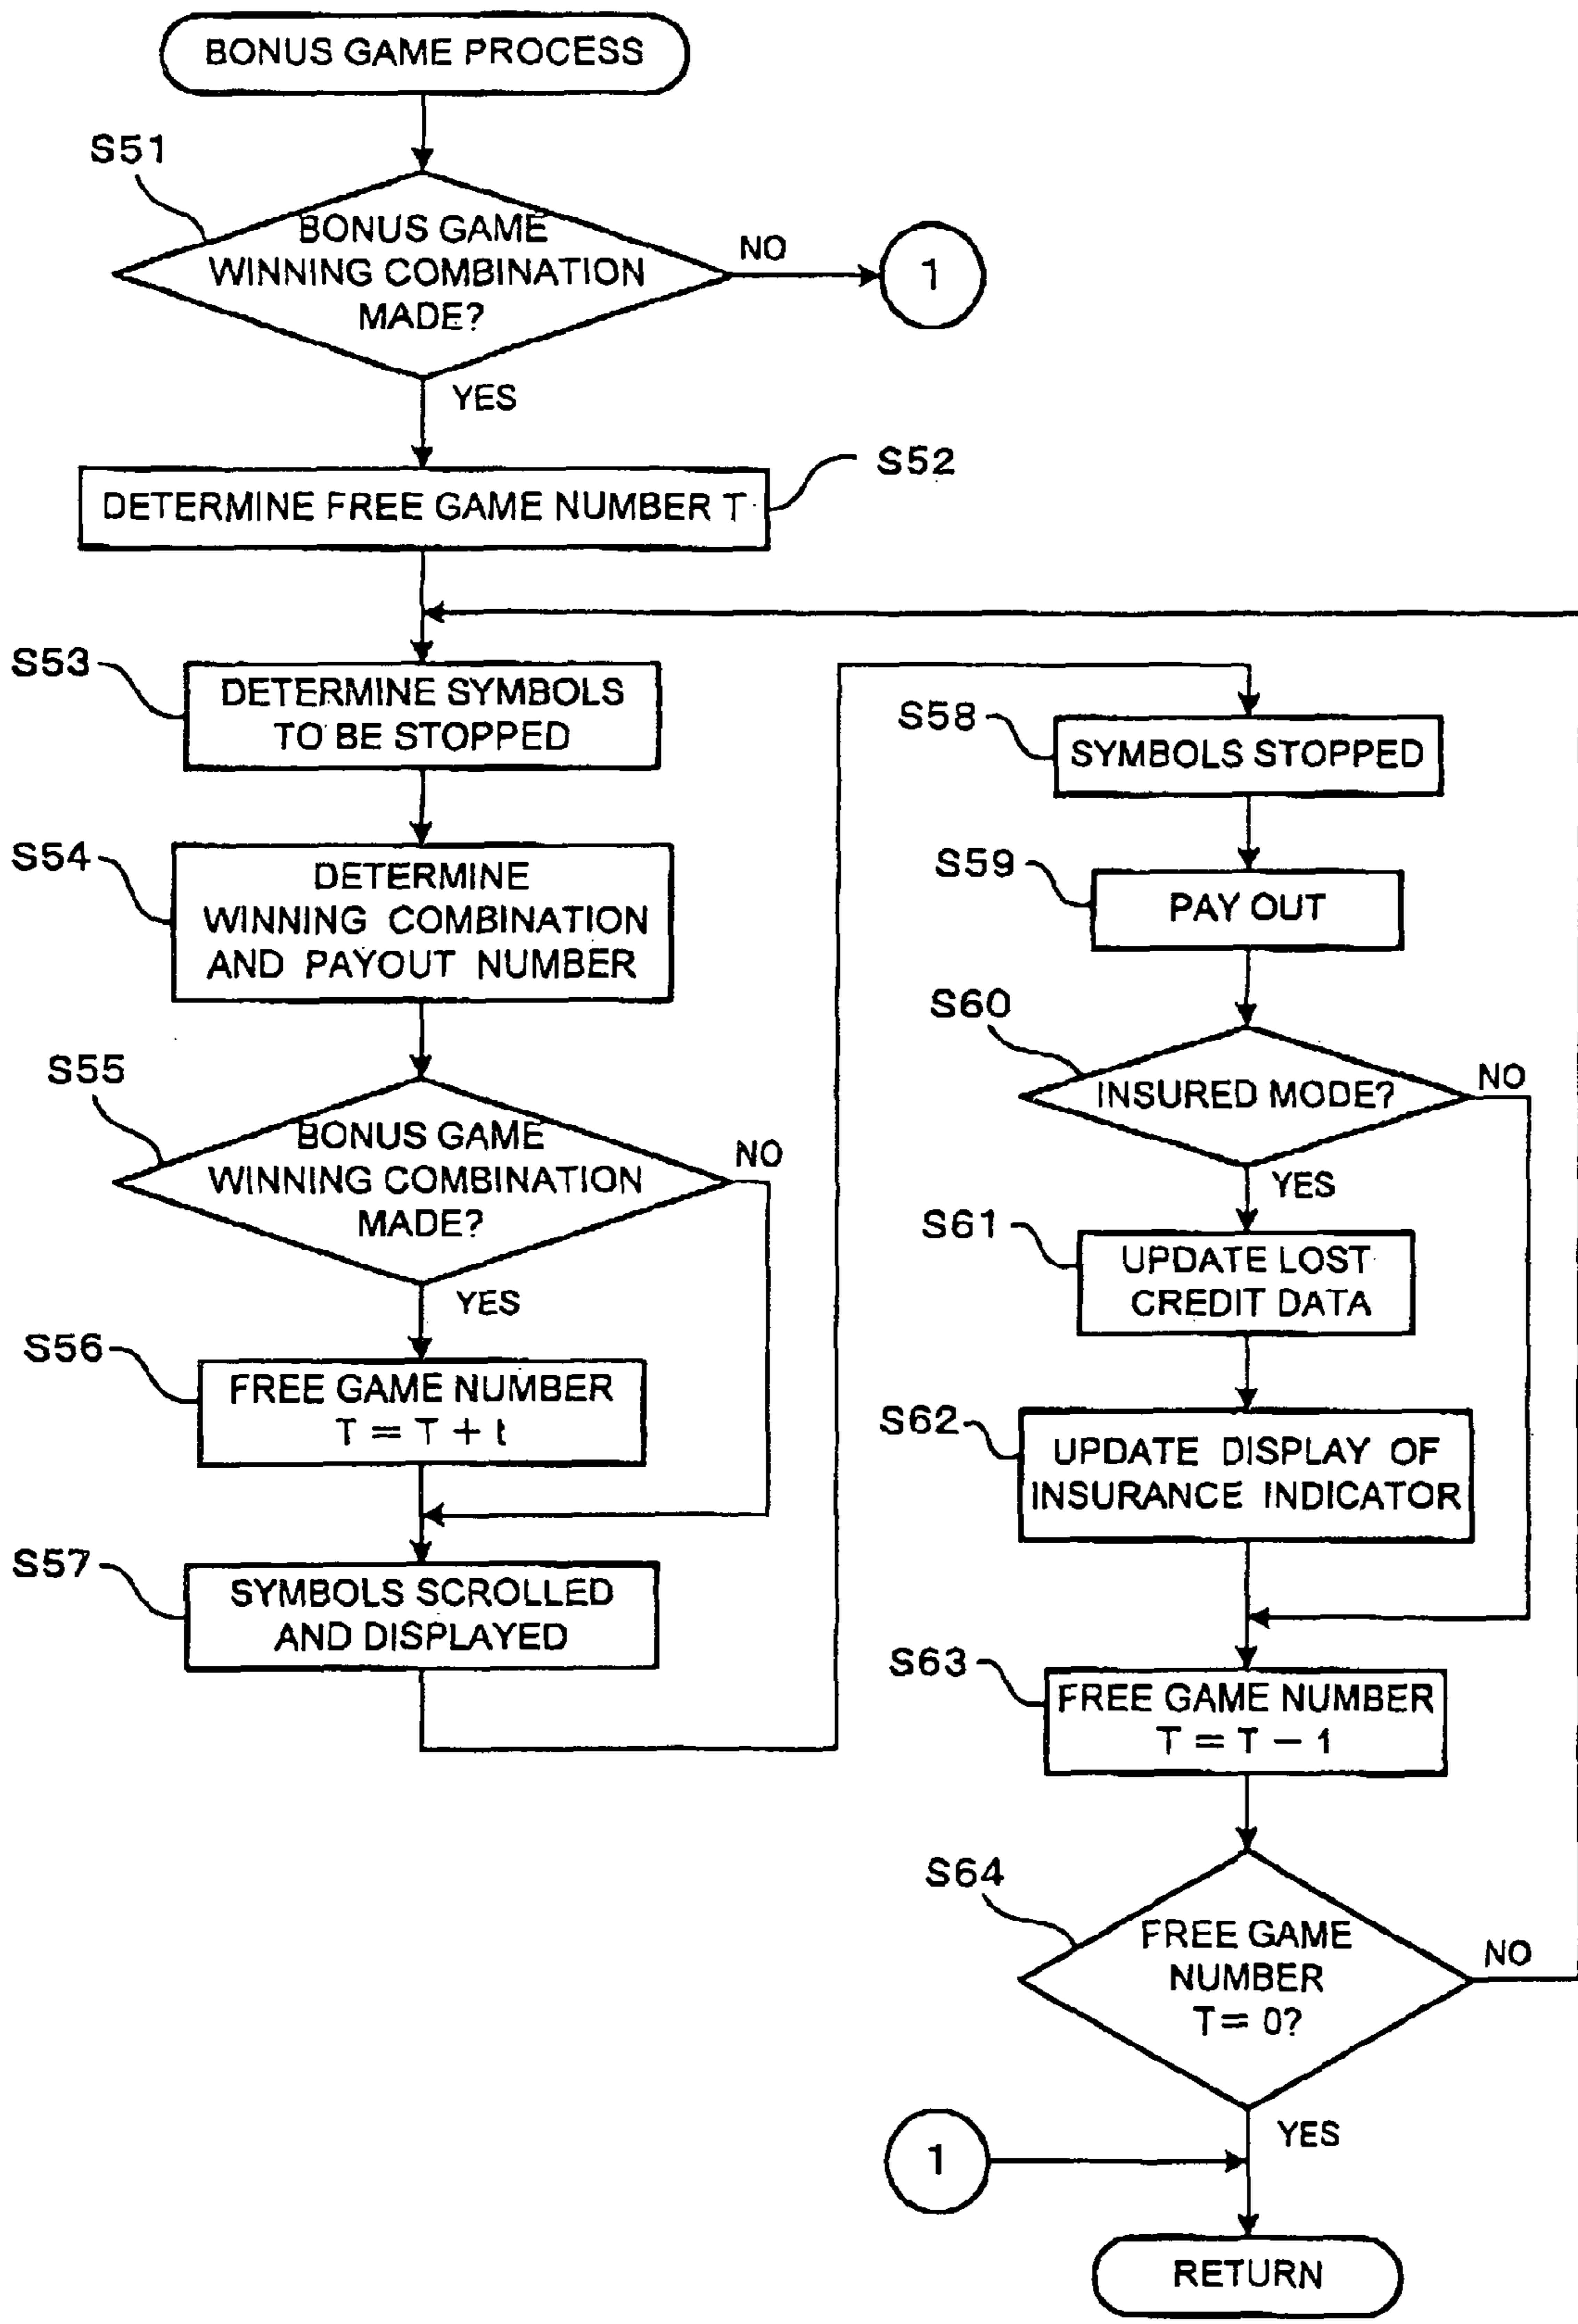 BONUS GAME PROCESS
S51
BONUS GAME
WINNING COMBINATION
MADE?
NO
1
YES
S52
DETERMINE FREE GAME NUMBER T
S53
DETERMINE SYMBOLS
TO BE STOPPED
S54
DETERMINE
WINNING COMBINATION
AND PAYOUT NUMBER
S55
BONUS GAME
WINNING COMBINATION
MADE?
NO
YES
S56
FREE GAME NUMBER
T = T + t
S57
SYMBOLS SCROLLED
AND DISPLAYED
S58
SYMBOLS STOPPED
S59
PAY OUT
S60
INSURED MODE?
NO
YES
S61
UPDATE LOST
CREDIT DATA
S62
UPDATE DISPLAY OF
INSURANCE INDICATOR
S63
FREE GAME NUMBER
T = T - 1
S64
FREE GAME
NUMBER
T = 0?
NO
YES
1
RETURN